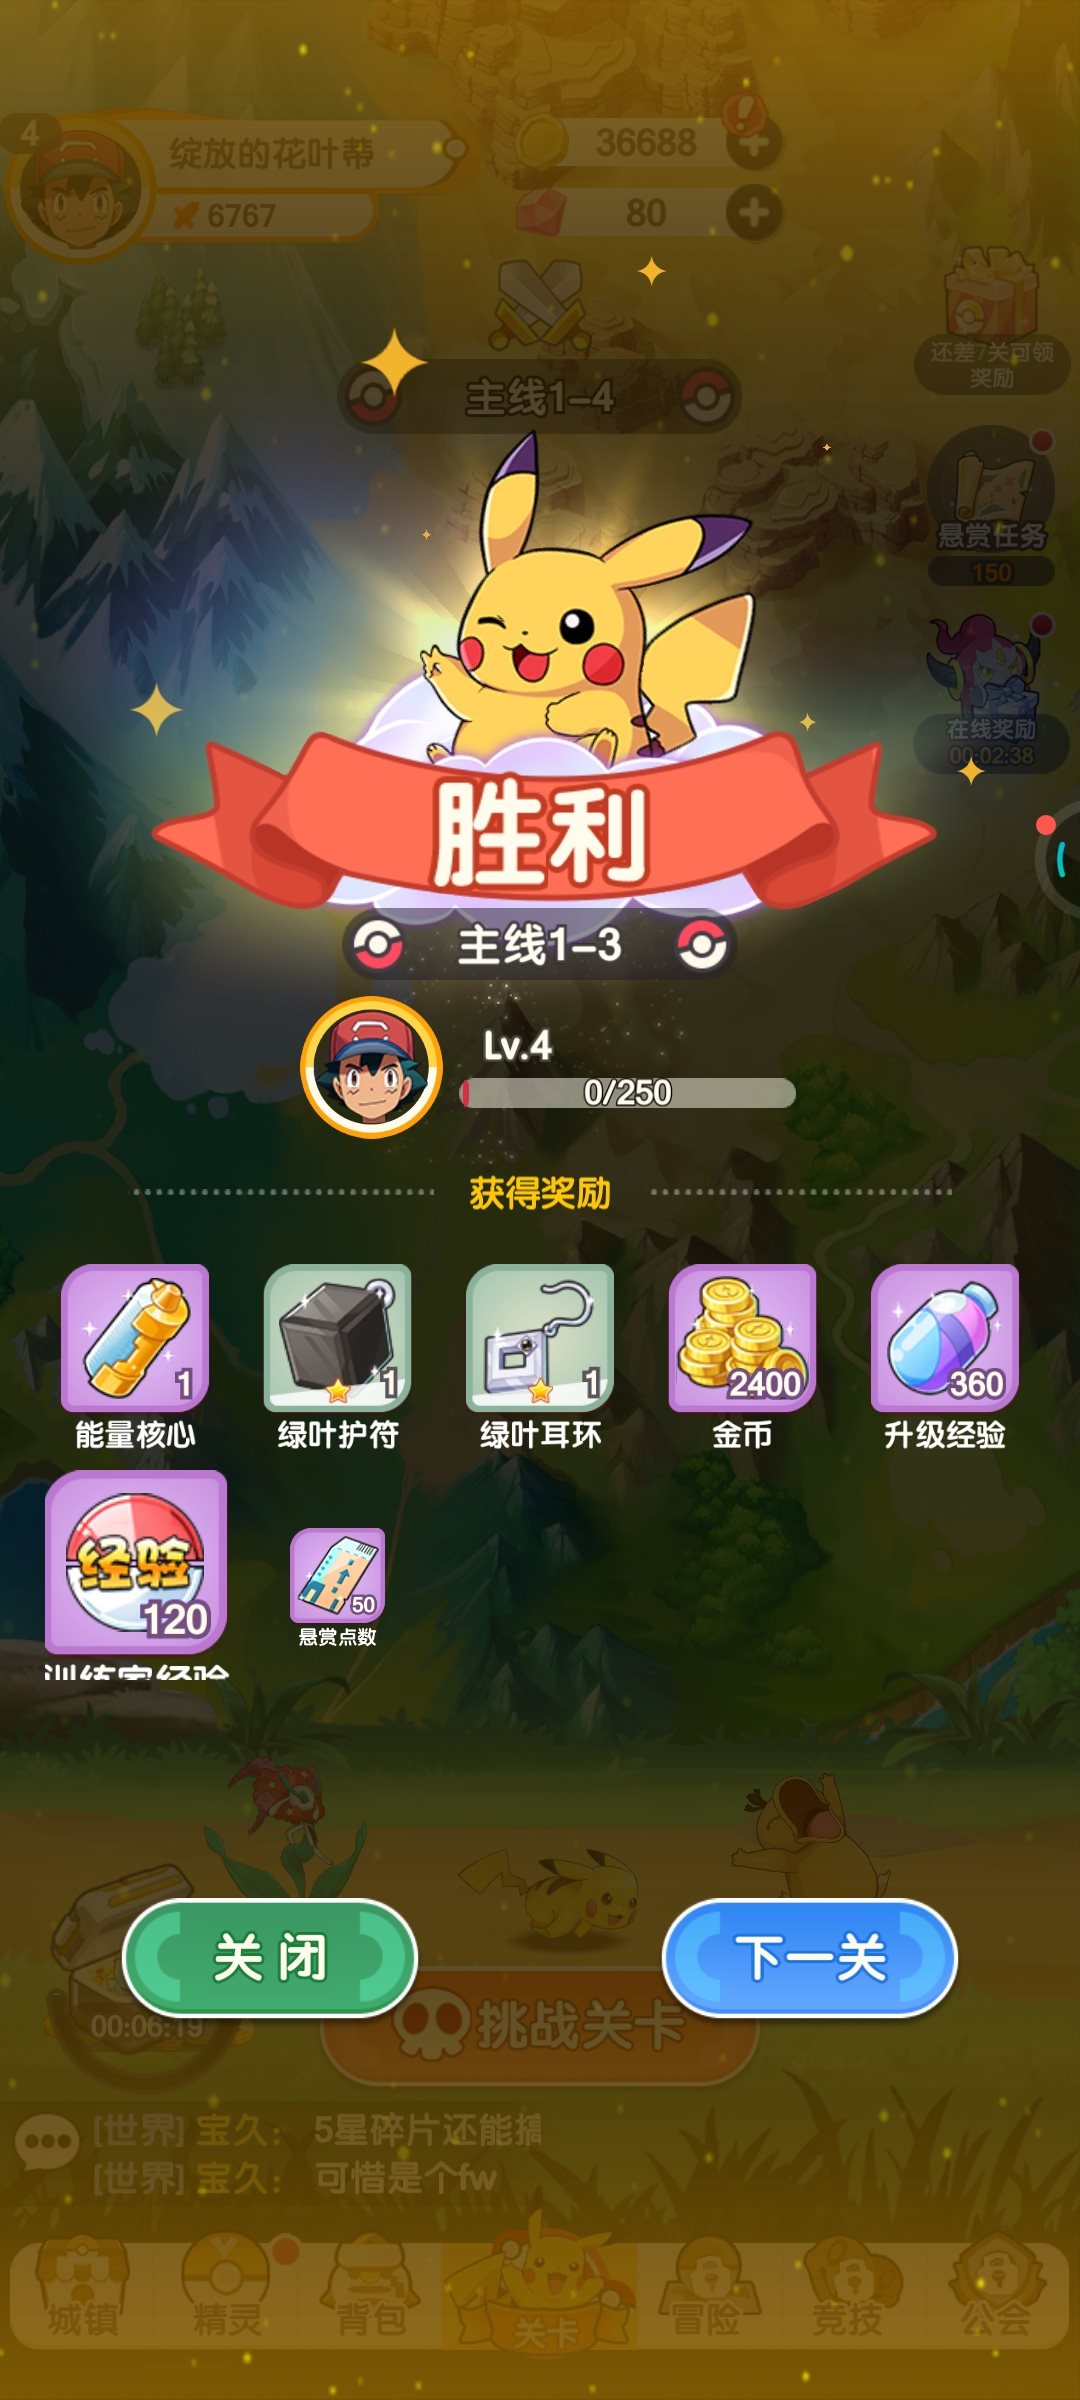 4
绽放的花叶蒂
6767
36688
80
还差7关可领
奖励
主线1-4
悬赏任务
150
在线奖励
00:02:38
胜利
主线1-3
Lv.4
0/250
获得奖励
1
能量核心
1
绿叶护符
1
绿叶耳环
2400
金币
360
升级经验
经验
120
训练家经验
50
悬赏点数
关闭
下一关
00:06:19
挑战关卡
[世界] 宝久： 5星碎片还能搞
[世界] 宝久： 可惜是个fw
城镇
精灵
背包
关卡
冒险
竞技
公会